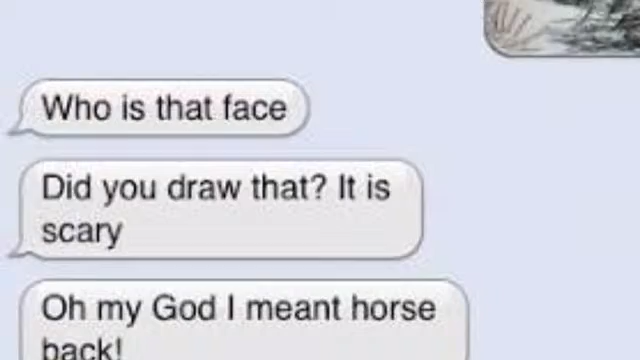 Who is that face
Did you draw that? It is
scary
Oh my God I meant horse
back!